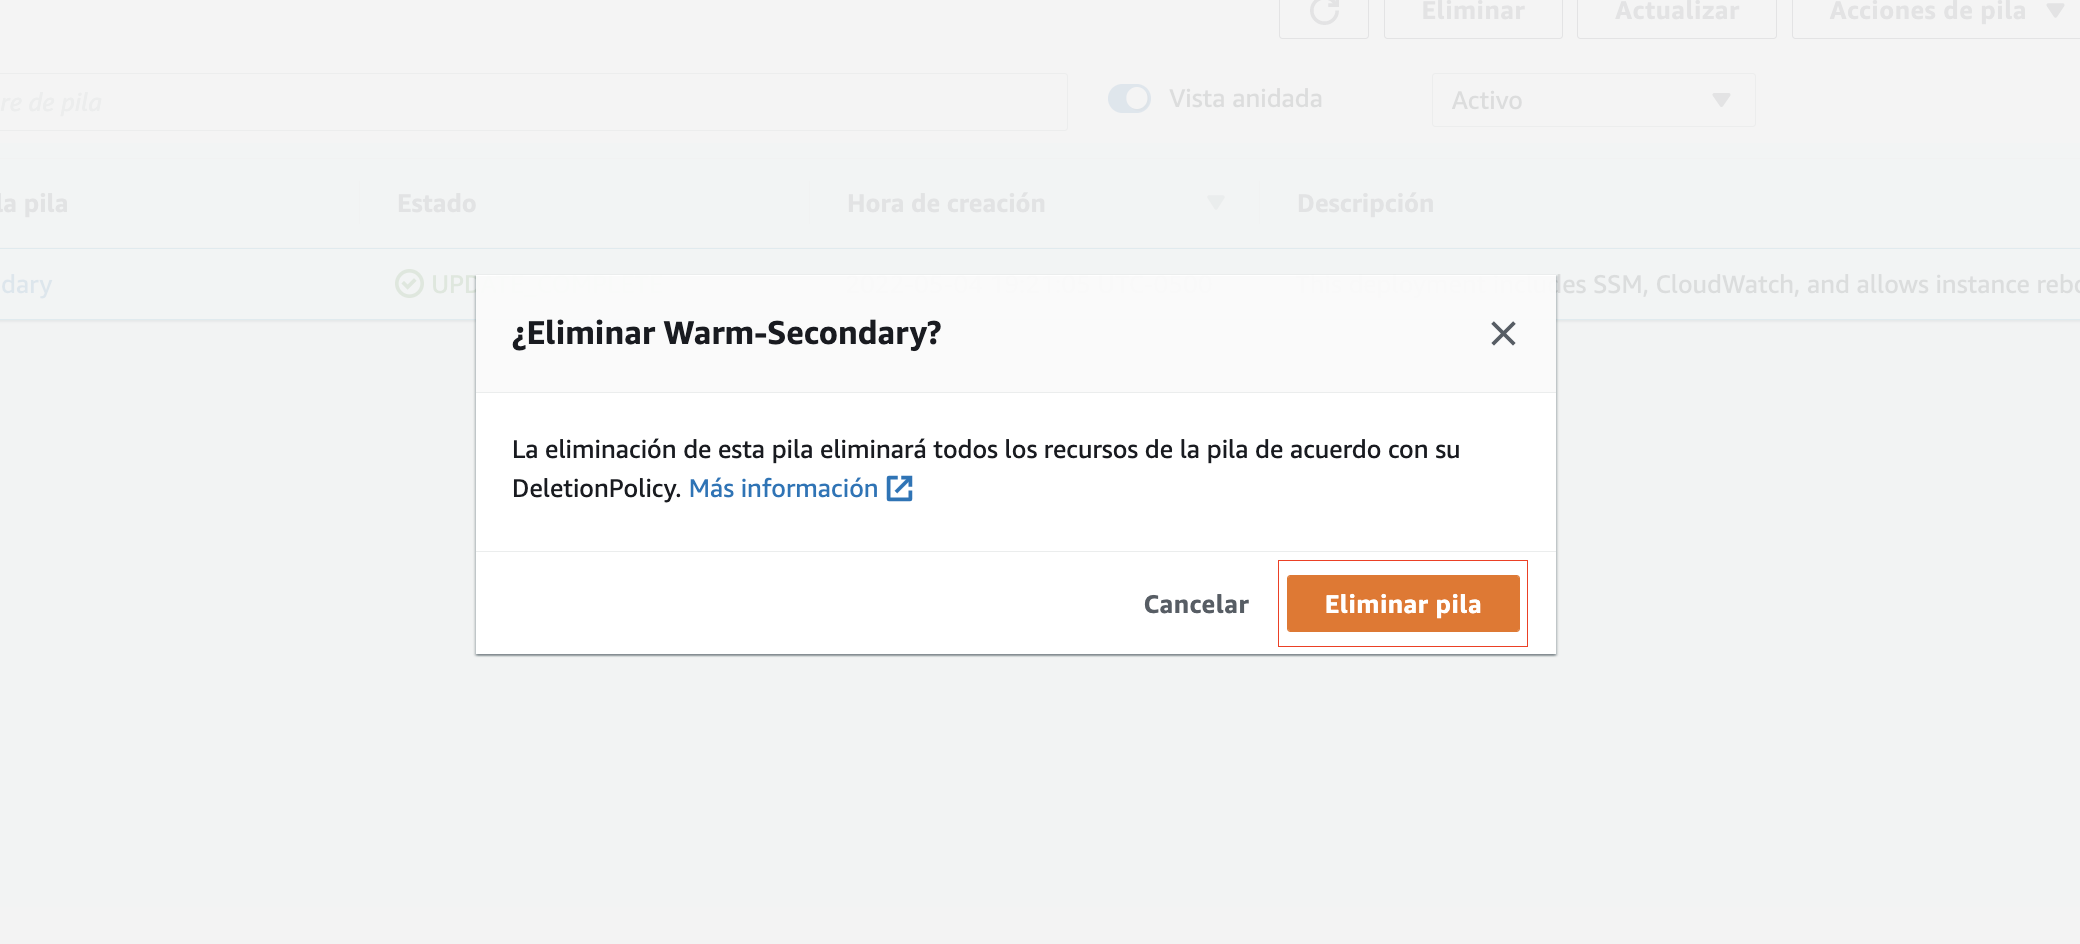 Eliminar
Actualizar
Acciones de pila
re de pila
Vista anidada
Activo
la pila
Estado
Hora de creación
Descripción
dary
UPD
des SSM, CloudWatch, and allows instance rebo
¿Eliminar Warm-Secondary?
La eliminación de esta pila eliminará todos los recursos de la pila de acuerdo con su
DeletionPolicy. Más información
Cancelar
Eliminar pila